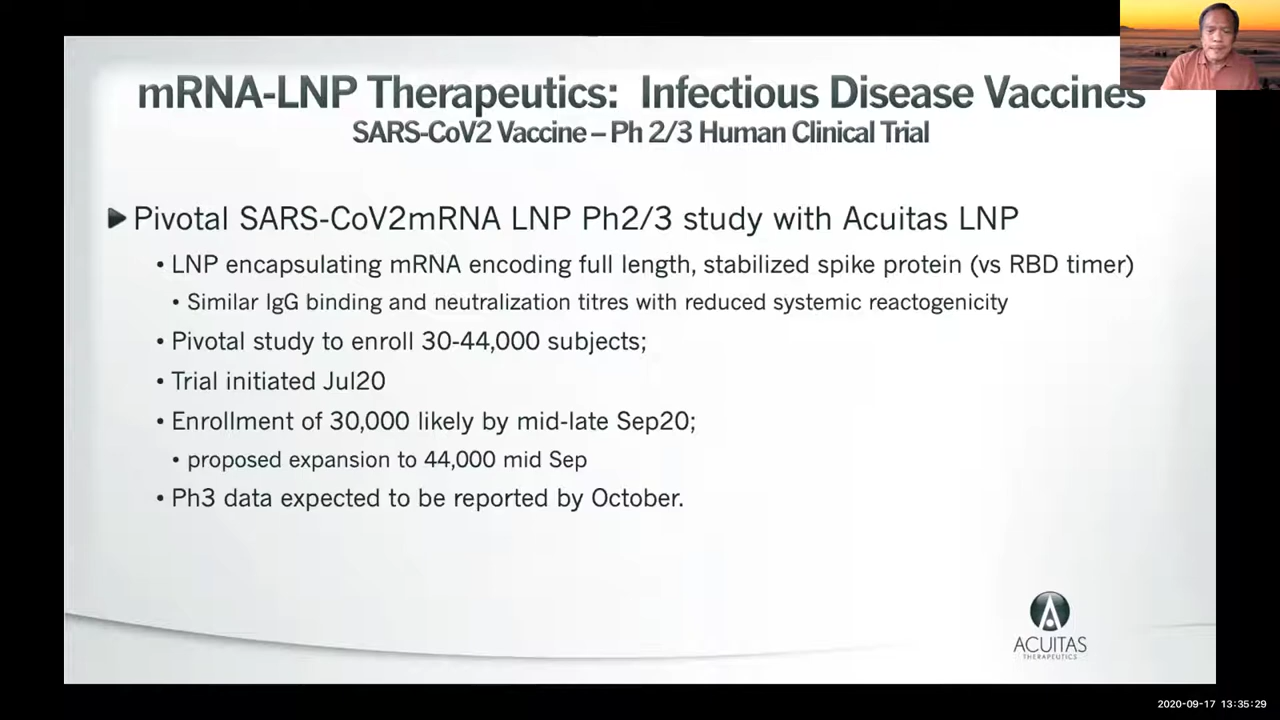 mRNA-LNP Therapeutics: Infectious Disease Vaccines
SARS-CoV2 Vaccine – Ph 2/3 Human Clinical Trial
Pivotal SARS-CoV2mRNA LNP Ph2/3 study with Acuitas LNP
• LNP encapsulating mRNA encoding full length, stabilized spike protein (vs RBD timer)
• Similar IgG binding and neutralization titres with reduced systemic reactogenicity
• Pivotal study to enroll 30-44,000 subjects;
• Trial initiated Jul20
• Enrollment of 30,000 likely by mid-late Sep20;
• proposed expansion to 44,000 mid Sep
• Ph3 data expected to be reported by October.
ACUITAS
THERAPEUTICS
2020-09-17 13:35:29